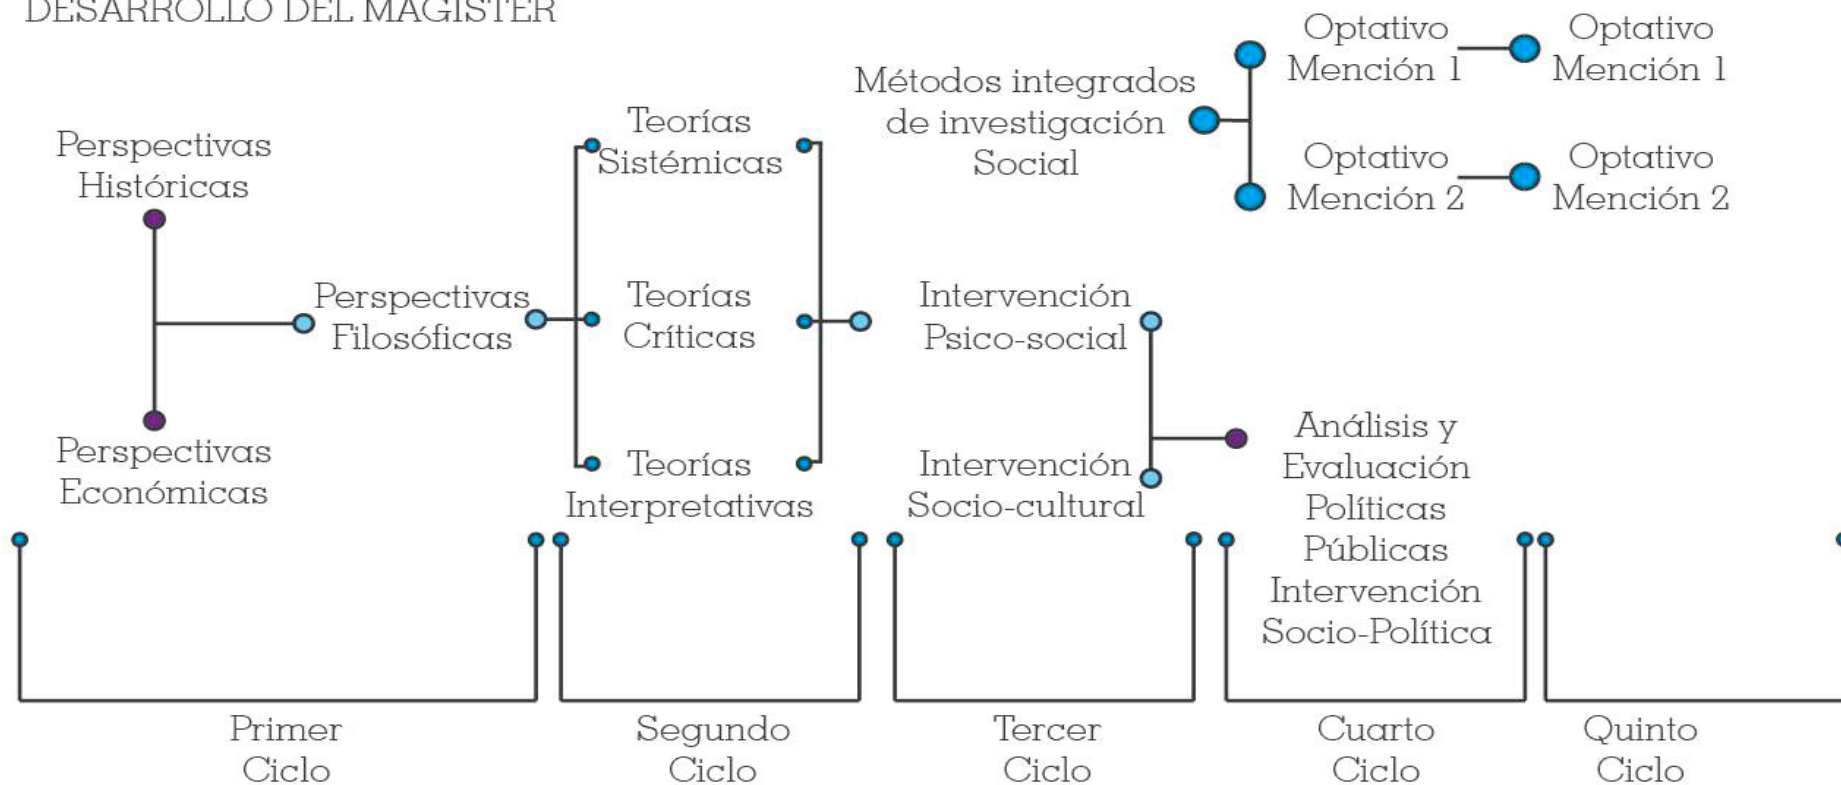 DESARROLLO DEL MAGISTER
Perspectivas
Históricas
Perspectivas
Económicas
Perspectivas
Filosóficas
Teorías
Sistémicas
Teorías
Críticas
Teorías
Interpretativas
Métodos integrados
de investigación
Social
Intervención
Psico-social
Intervención
Socio-cultural
Optativo
Mención 1
Optativo
Mención 2
Análisis y
Evaluación
Políticas
Públicas
Intervención
Socio-Política
Optativo
Mención 1
Optativo
Mención 2
Primer
Ciclo
Segundo
Ciclo
Tercer
Ciclo
Cuarto
Ciclo
Quinto
Ciclo